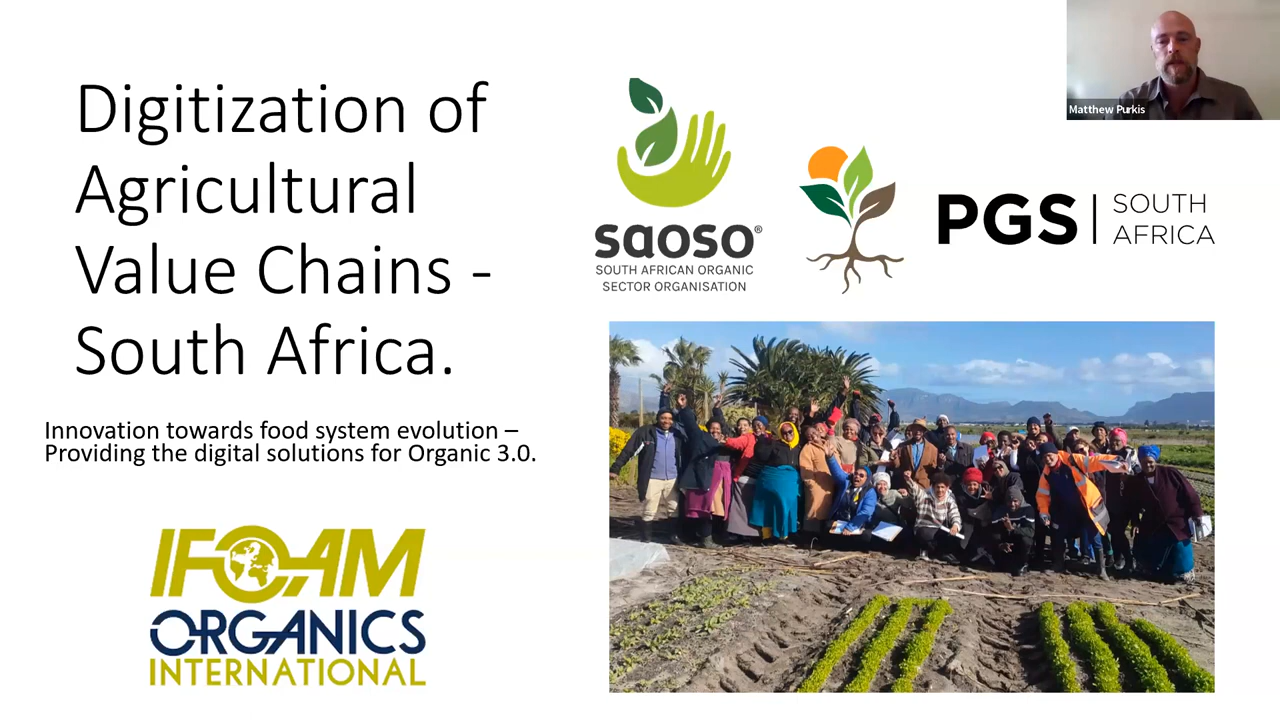 Digitization of
Agricultural
Value Chains -
South Africa.
Innovation towards food system evolution –
Providing the digital solutions for Organic 3.0.
IFOAM
ORGANICS
INTERNATIONAL
saoso®
SOUTH AFRICAN ORGANIC
SECTOR ORGANISATION
PGS | SOUTH
AFRICA
Matthew Purkis